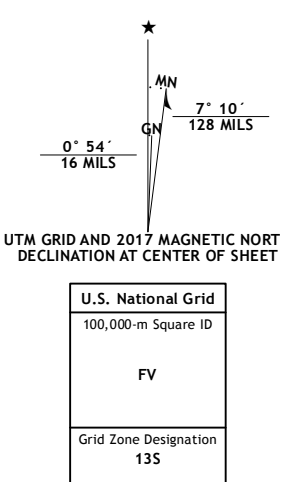 ★
MN
7° 10´
128 MILS
GN
0° 54´
16 MILS
UTM GRID AND 2017 MAGNETIC NORT
DECLINATION AT CENTER OF SHEET
U.S. National Grid
100,000-m Square ID
FV
Grid Zone Designation
13S